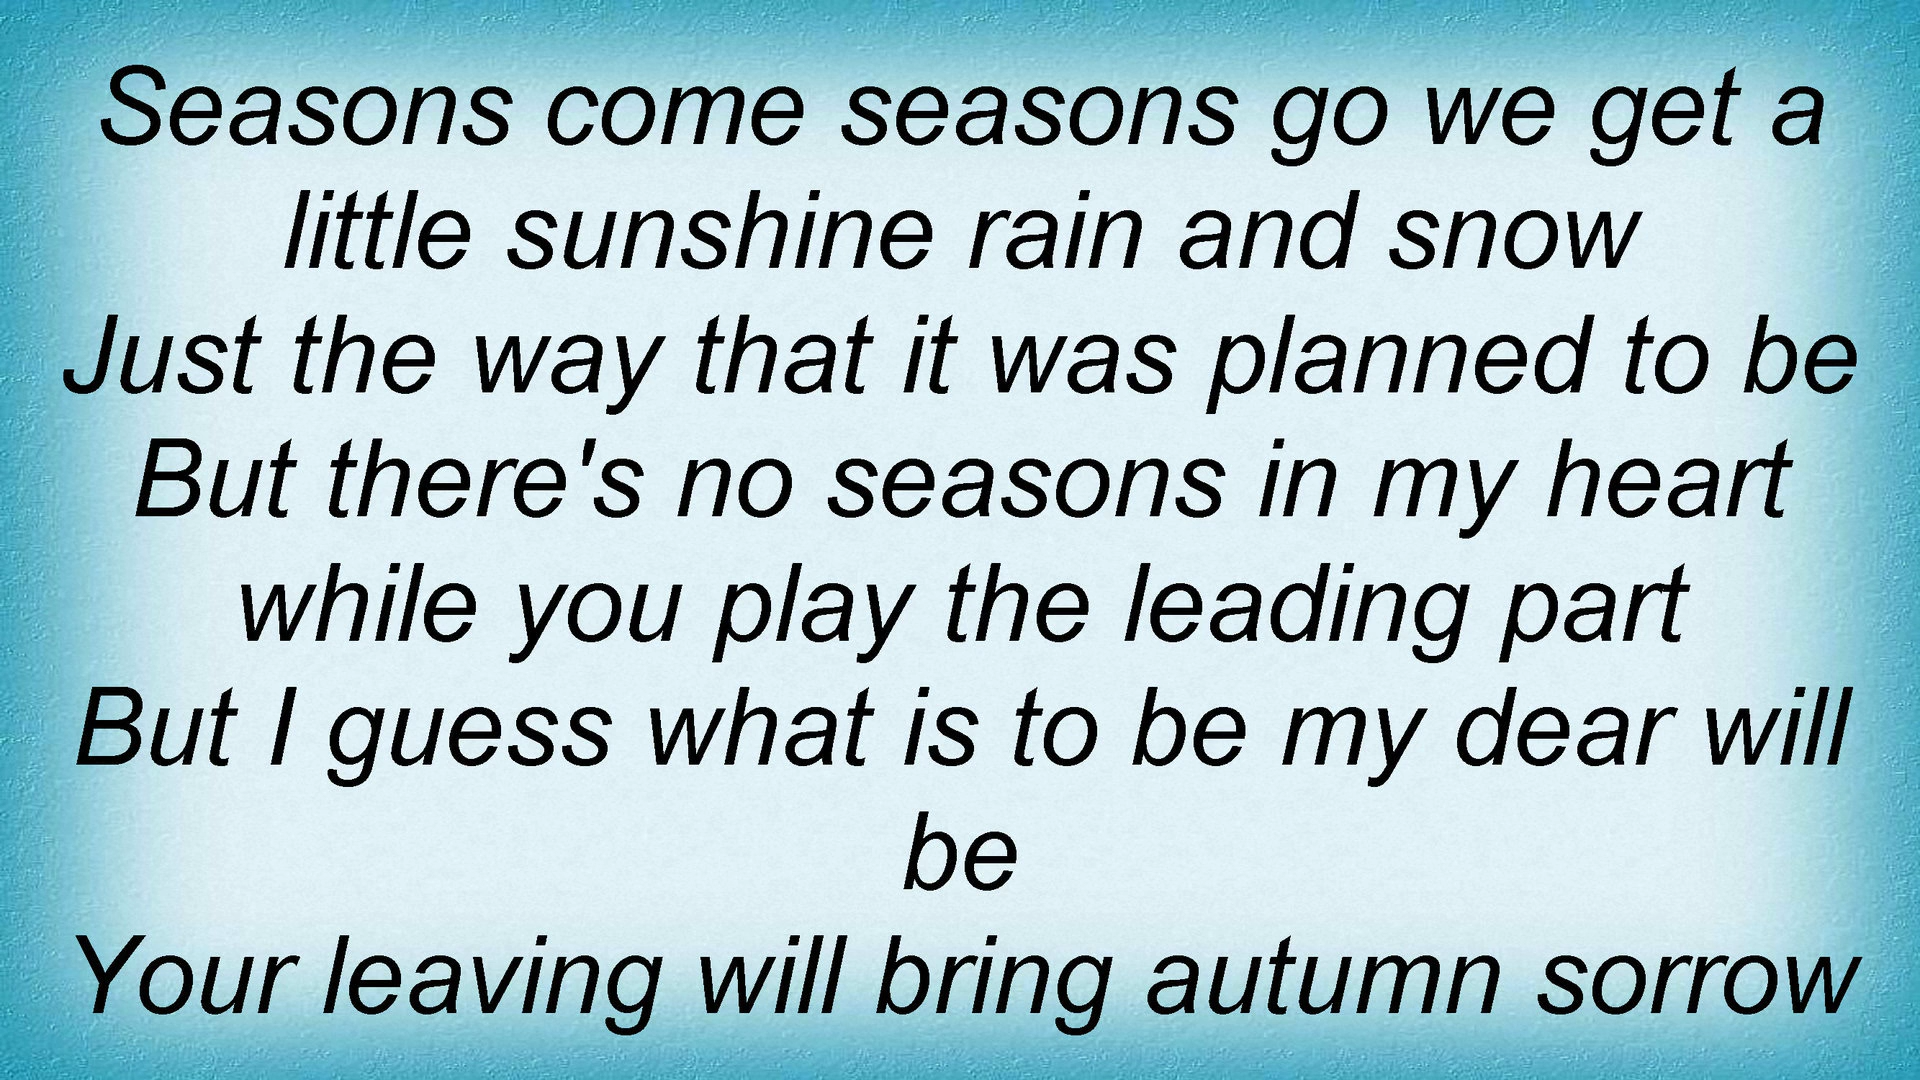 Seasons come seasons go we get a
little sunshine rain and snow
Just the way that it was planned to be
But there's no seasons in my heart
while you play the leading part
But I guess what is to be my dear will
be
Your leaving will bring autumn sorrow